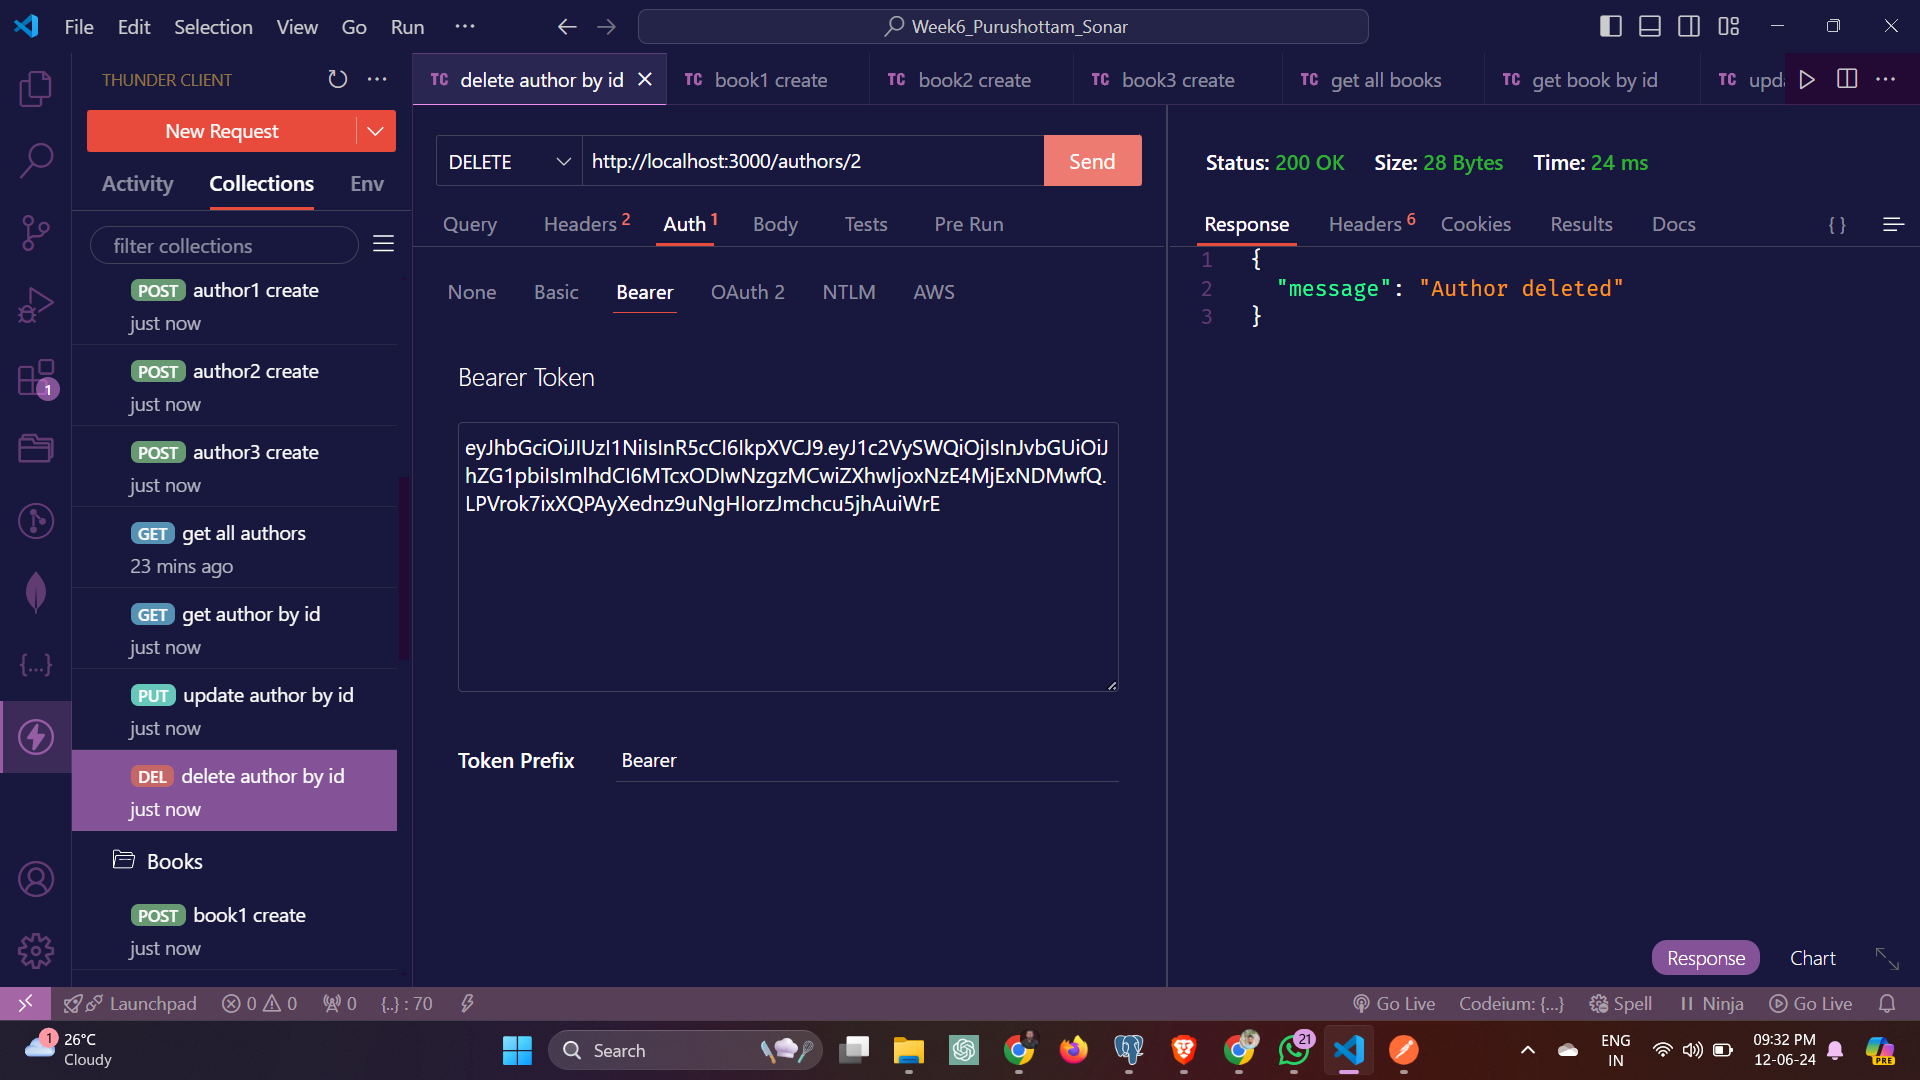 File Edit Selection View Go Run ...
Week6_Purushottam_Sonar
THUNDER CLIENT
New Request
Activity Collections Env
filter collections
POST author1 create
just now
POST author2 create
just now
POST author3 create
just now
GET get all authors
23 mins ago
GET get author by id
just now
PUT update author by id
just now
DEL delete author by id
just now
Books
POST book1 create
just now
1
TC delete author by id
TC book1 create
TC book2 create
TC book3 create
TC get all books
TC get book by id
TC upd
DELETE http://localhost:3000/authors/2 Send
Query Headers 2 Auth 1 Body Tests Pre Run
None Basic Bearer OAuth 2 NTLM AWS
Bearer Token
Token Prefix Bearer
Status: 200 OK Size: 28 Bytes Time: 24 ms
Response Headers 6 Cookies Results Docs { }
1 {
2 "message": "Author deleted"
3 }
Response Chart
Launchpad 0 0 0 {..} : 70
Go Live Codeium: {...} Spell Ninja Go Live
1 26°C
Cloudy
Search
21
ENG
IN
09:32 PM
12-06-24
PRE